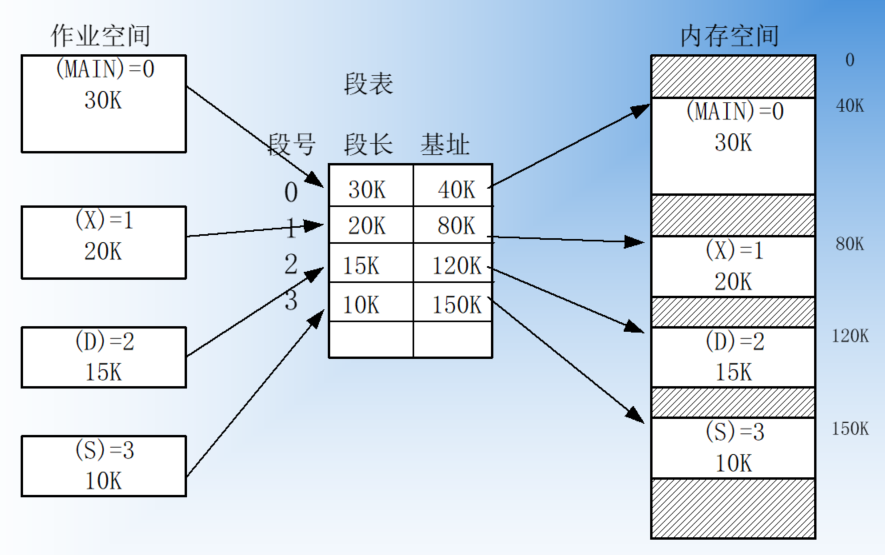 作业空间
(MAIN)=0
30K
(X)=1
20K
(D)=2
15K
(S)=3
10K
段表
段号 段长 基址
0 30K 40K
1 20K 80K
2 15K 120K
3 10K 150K
内存空间
0
40K
(MAIN)=0
30K
80K
(X)=1
20K
120K
(D)=2
15K
150K
(S)=3
10K